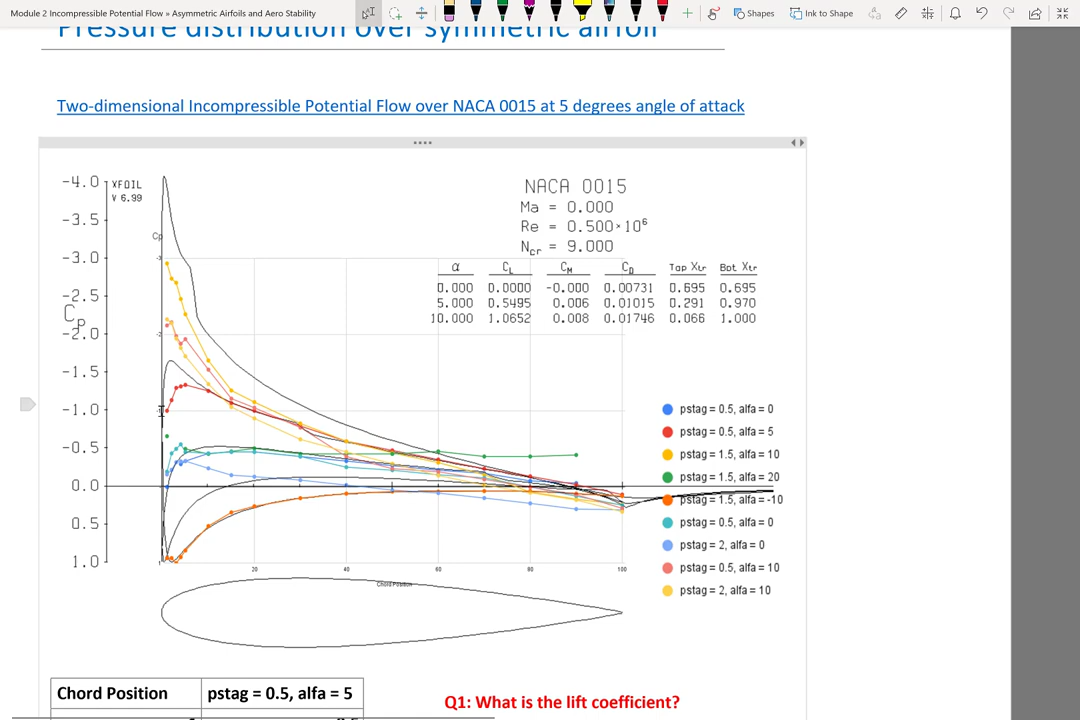 Module 2 Incompressible Potential Flow » Asymmetric Airfoils and Aero Stability
Shapes
Ink to Shape
Pressure distribution over symmetric airfoil
Two-dimensional Incompressible Potential Flow over NACA 0015 at 5 degrees angle of attack
-4.0
XFOIL
V 6.99
-3.5
Cp
-3.0
-3
-2.5
Cp
-2.0
-2
-1.5
-1.0
-0.5
0.0
0.5
1.0
1
NACA 0015
Ma = 0.000
Re = 0.500×10⁶
Ncr = 9.000
α CL CM CD Top Xtr Bot Xtr
0.000 0.0000 -0.000 0.00731 0.695 0.695
5.000 0.5495 0.006 0.01015 0.291 0.970
10.000 1.0652 0.008 0.01746 0.066 1.000
pstag = 0.5, alfa = 0
pstag = 0.5, alfa = 5
pstag = 1.5, alfa = 10
pstag = 1.5, alfa = 20
pstag = 1.5, alfa = -10
pstag = 0.5, alfa = 0
pstag = 2, alfa = 0
pstag = 0.5, alfa = 10
pstag = 2, alfa = 10
20 40 60 80 100
Chord Position
Chord Position pstag = 0.5, alfa = 5
Q1: What is the lift coefficient?